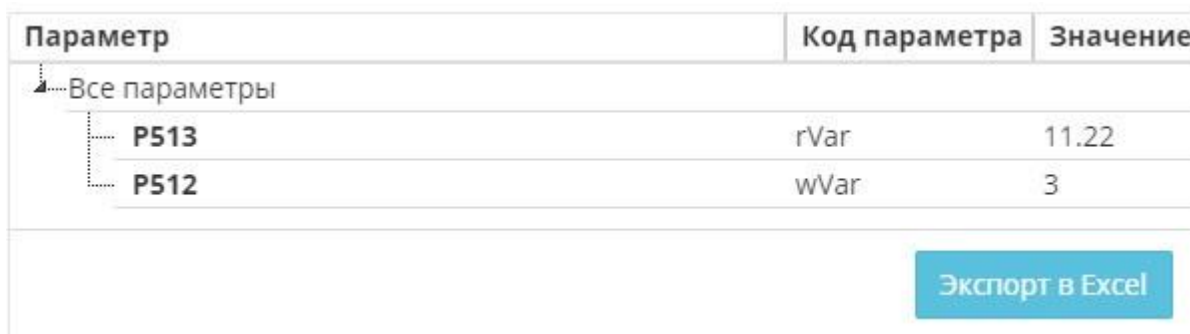 Параметр Код параметра Значение
Все параметры
P513 rVar 11.22
P512 wVar 3
Экспорт в Excel